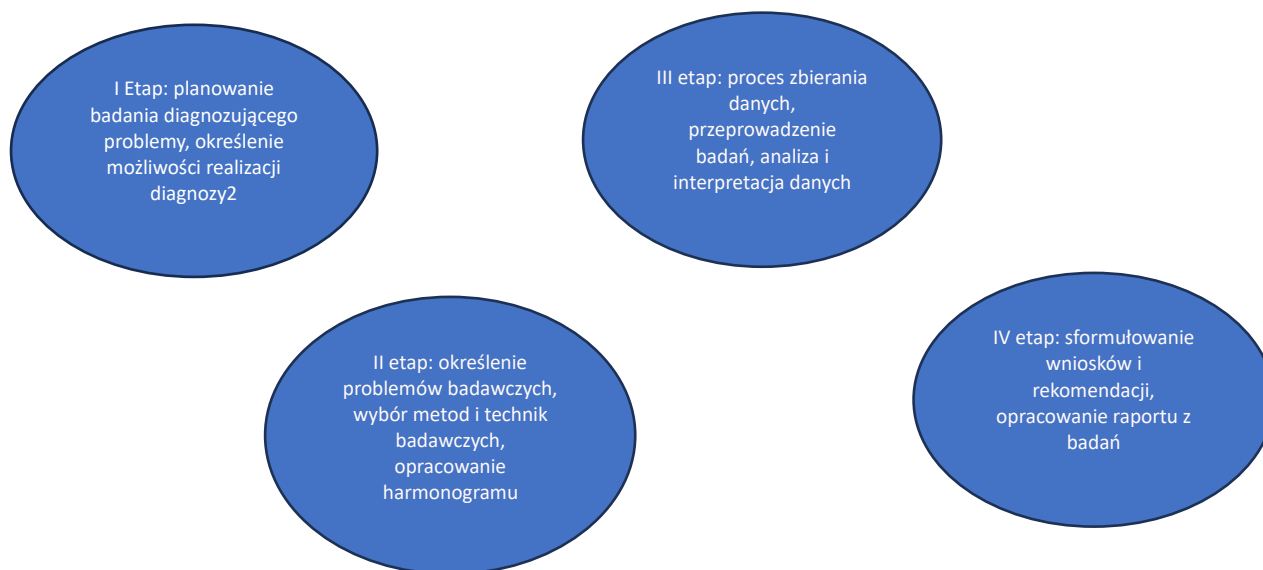 I Etap: planowanie
badania diagnozującego
problemy, określenie
możliwości realizacji
diagnozy2
II etap: określenie
problemów badawczych,
wybór metod i technik
badawczych,
opracowanie
harmonogramu
III etap: proces zbierania
danych,
przeprowadzenie
badań, analiza i
interpretacja danych
IV etap: sformułowanie
wniosków i
rekomendacji,
opracowanie raportu z
badań